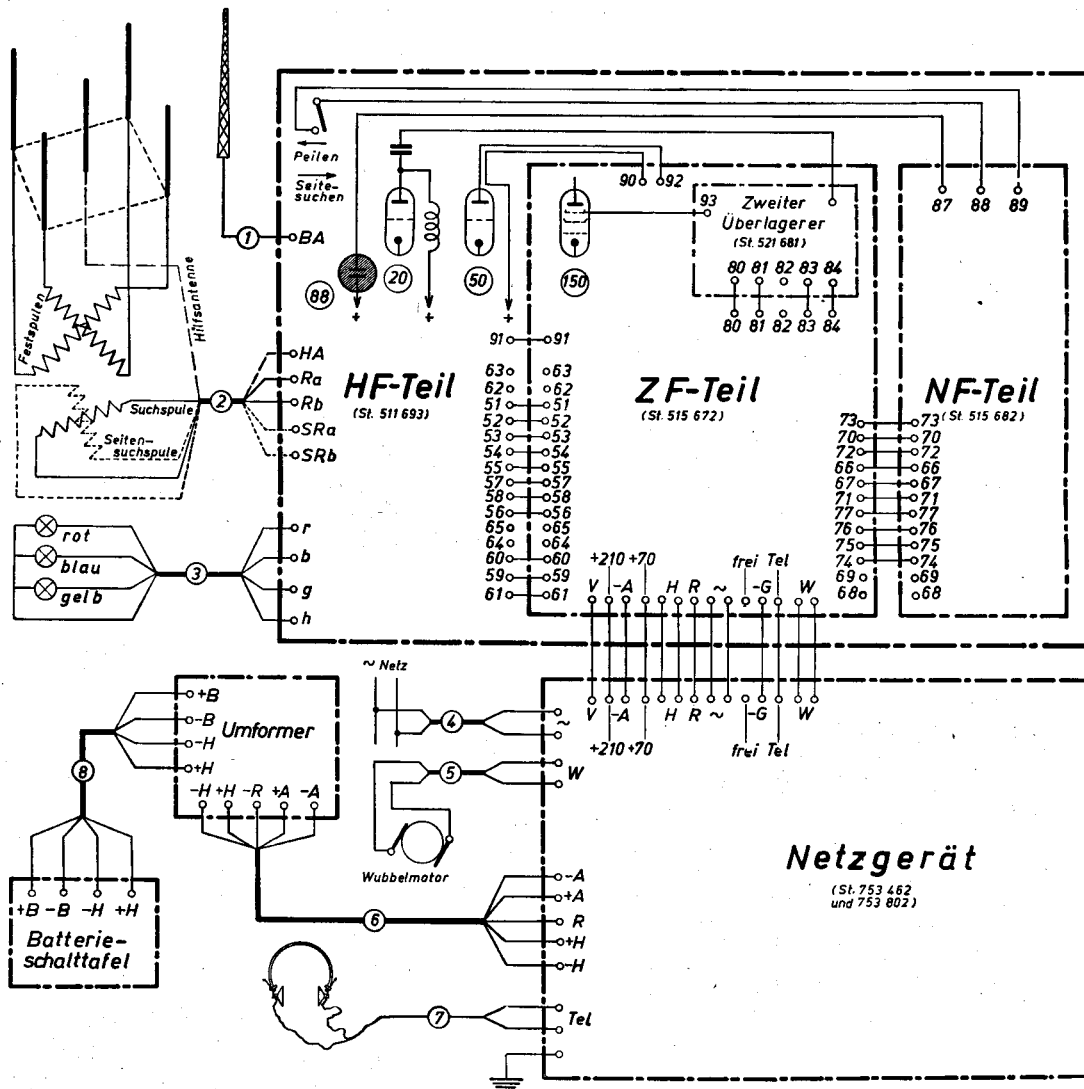 Peilen
Seite-
suchen
1
BA
88
20
50
150
+
+
+
90
92
93
Zweiter
Überlagerer
(St. 521 681)
80 81 82 83 84
80 81 82 83 84
87 88 89
Festspulen
Hilfsantenne
Suchspule
Seiten-
suchspule
2
HA
Ra
Rb
SRa
SRb
HF-Teil
(St. 511 693)
ZF-Teil
(St. 515 672)
NF-Teil
(St. 515 682)
91 91
63 63
62 62
51 51
52 52
53 53
54 54
55 55
57 57
58 58
56 56
65 65
64 64
60 60
59 59
61 61
73 73
70 70
72 72
66 66
67 67
71 71
77 77
76 76
75 75
74 74
69 69
68 68
rot
blau
gelb
3
r
b
g
h
+210 +70 frei Tel
V -A H R ~ -G W
V -A H R ~ -G W
+210 +70 frei Tel
~ Netz
4
~
5
W
Wubbelmotor
+B
-B
-H
+H
Umformer
-H +H -R +A -A
8
+B -B -H +H
Batterie-
schalttafel
6
-A
+A
R
+H
-H
7
Tel
Netzgerät
(St. 753 462
und 753 802)